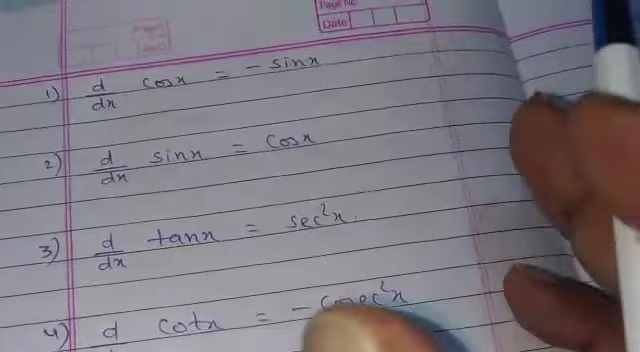 Page No
Date
1) d/dx cosx = - sinx
2) d/dx sinx = cosx
3) d/dx tanx = sec²x.
4) d cotx = - cosec²x